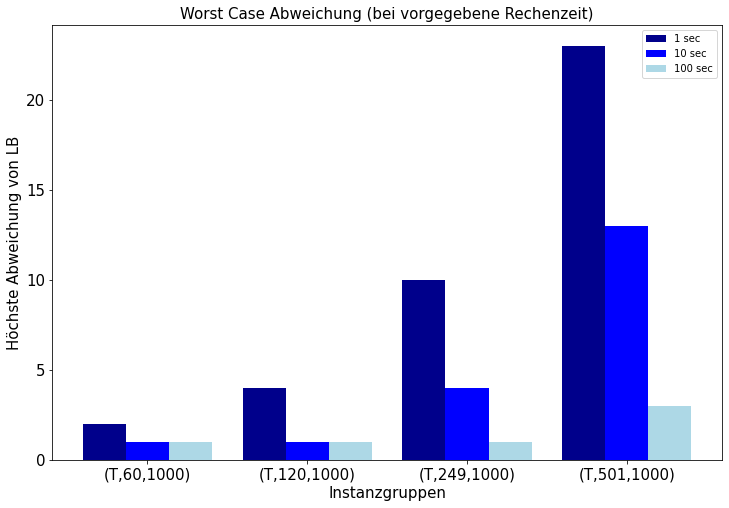 Worst Case Abweichung (bei vorgegebene Rechenzeit)
1 sec
10 sec
100 sec
Höchste Abweichung von LB
20
15
10
5
0
(T,60,1000)
(T,120,1000)
(T,249,1000)
(T,501,1000)
Instanzgruppen